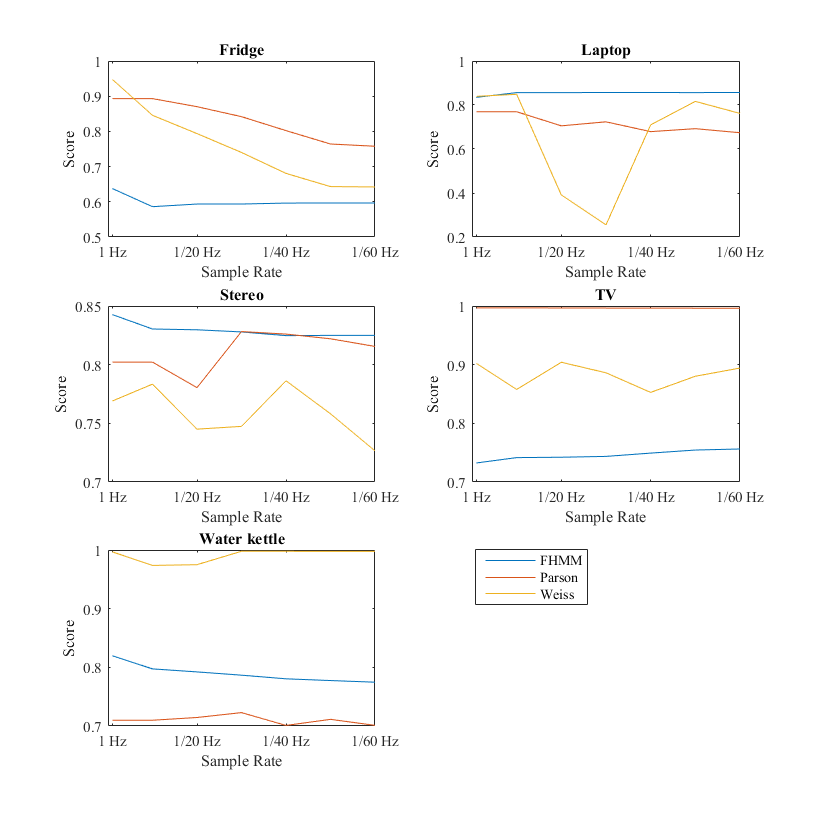 Fridge
1
0.9
0.8
0.7
0.6
0.5
Score
1 Hz 1/20 Hz 1/40 Hz 1/60 Hz
Sample Rate
Laptop
1
0.8
0.6
0.4
0.2
Score
1 Hz 1/20 Hz 1/40 Hz 1/60 Hz
Sample Rate
Stereo
0.85
0.8
0.75
0.7
Score
1 Hz 1/20 Hz 1/40 Hz 1/60 Hz
Sample Rate
TV
1
0.9
0.8
0.7
Score
1 Hz 1/20 Hz 1/40 Hz 1/60 Hz
Sample Rate
Water kettle
1
0.9
0.8
0.7
Score
1 Hz 1/20 Hz 1/40 Hz 1/60 Hz
Sample Rate
FHMM
Parson
Weiss